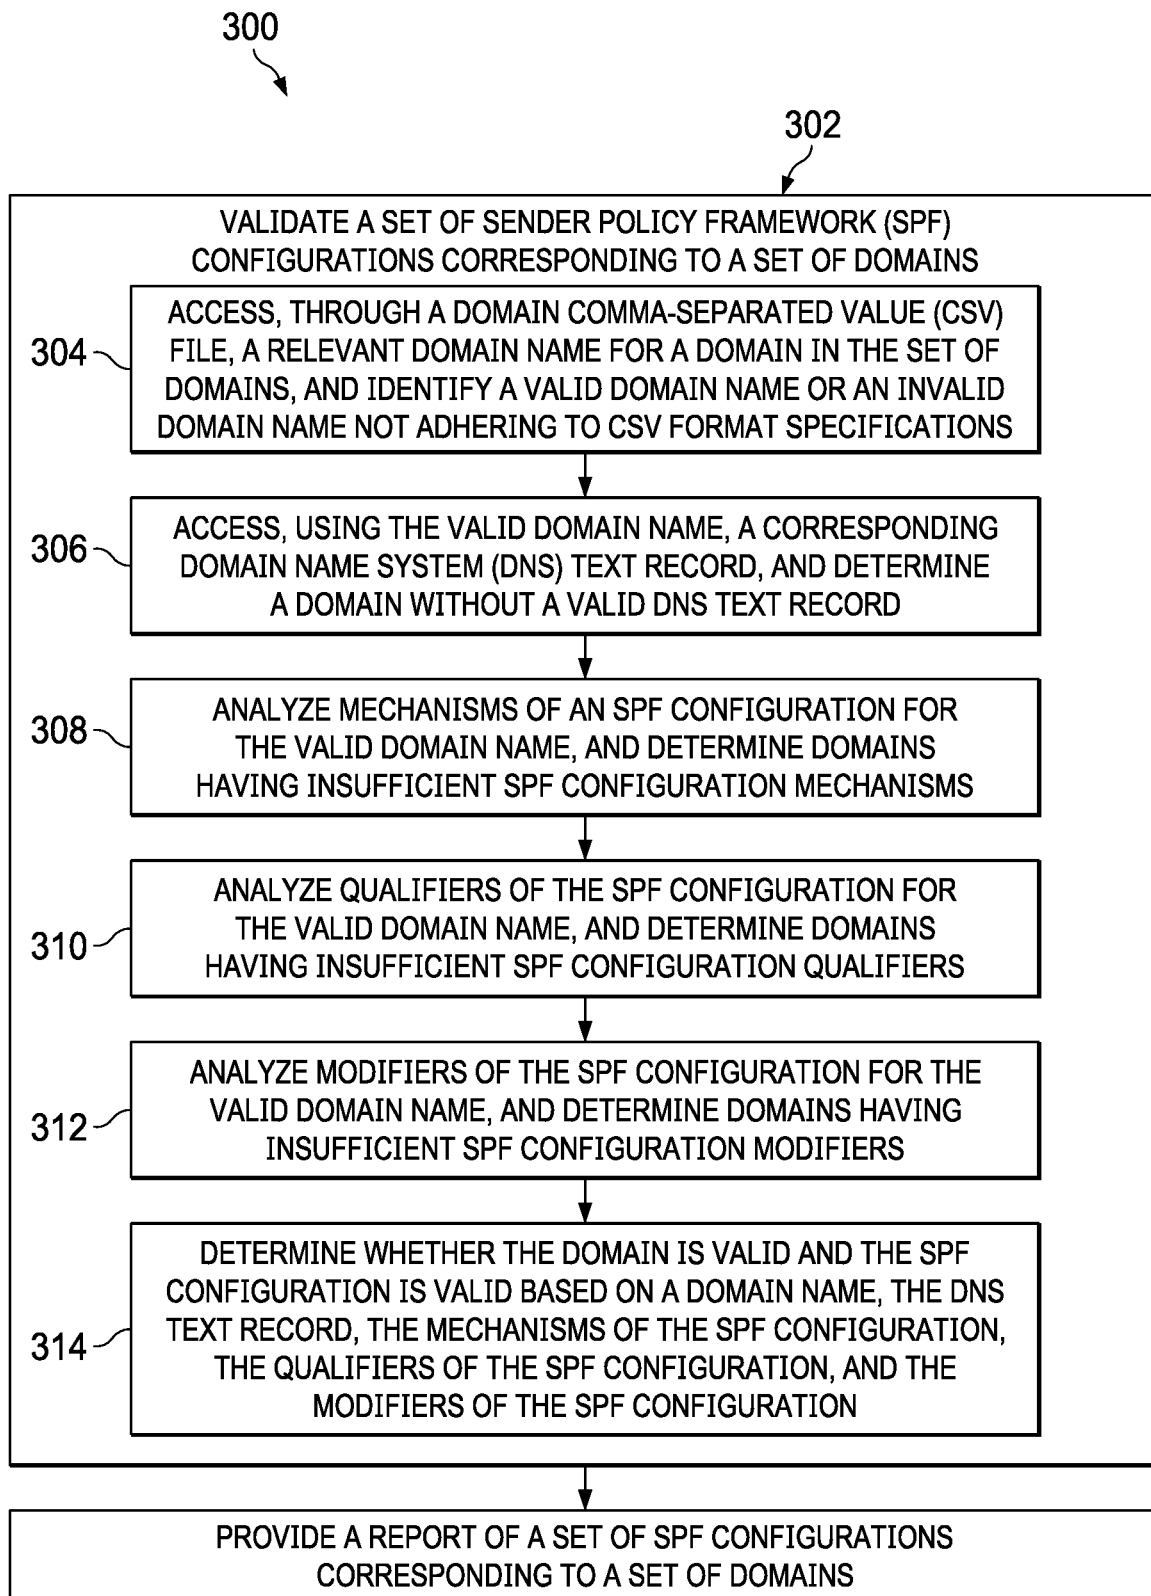 300
302
VALIDATE A SET OF SENDER POLICY FRAMEWORK (SPF)
CONFIGURATIONS CORRESPONDING TO A SET OF DOMAINS
304
ACCESS, THROUGH A DOMAIN COMMA-SEPARATED VALUE (CSV)
FILE, A RELEVANT DOMAIN NAME FOR A DOMAIN IN THE SET OF
DOMAINS, AND IDENTIFY A VALID DOMAIN NAME OR AN INVALID
DOMAIN NAME NOT ADHERING TO CSV FORMAT SPECIFICATIONS
306
ACCESS, USING THE VALID DOMAIN NAME, A CORRESPONDING
DOMAIN NAME SYSTEM (DNS) TEXT RECORD, AND DETERMINE
A DOMAIN WITHOUT A VALID DNS TEXT RECORD
308
ANALYZE MECHANISMS OF AN SPF CONFIGURATION FOR
THE VALID DOMAIN NAME, AND DETERMINE DOMAINS
HAVING INSUFFICIENT SPF CONFIGURATION MECHANISMS
310
ANALYZE QUALIFIERS OF THE SPF CONFIGURATION FOR
THE VALID DOMAIN NAME, AND DETERMINE DOMAINS
HAVING INSUFFICIENT SPF CONFIGURATION QUALIFIERS
312
ANALYZE MODIFIERS OF THE SPF CONFIGURATION FOR THE
VALID DOMAIN NAME, AND DETERMINE DOMAINS HAVING
INSUFFICIENT SPF CONFIGURATION MODIFIERS
314
DETERMINE WHETHER THE DOMAIN IS VALID AND THE SPF
CONFIGURATION IS VALID BASED ON A DOMAIN NAME, THE DNS
TEXT RECORD, THE MECHANISMS OF THE SPF CONFIGURATION,
THE QUALIFIERS OF THE SPF CONFIGURATION, AND THE
MODIFIERS OF THE SPF CONFIGURATION
PROVIDE A REPORT OF A SET OF SPF CONFIGURATIONS
CORRESPONDING TO A SET OF DOMAINS